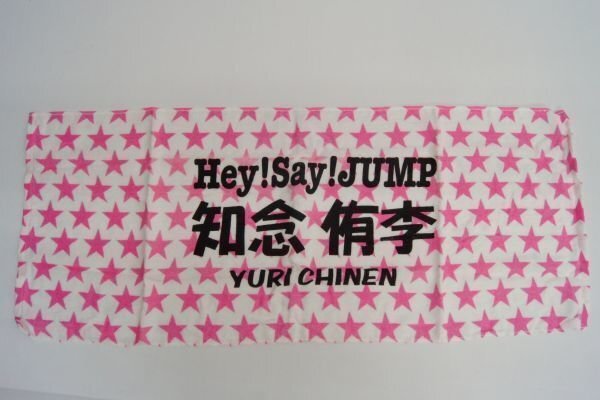 Hey!Say!JUMP
知念 侑李
YURI CHINEN